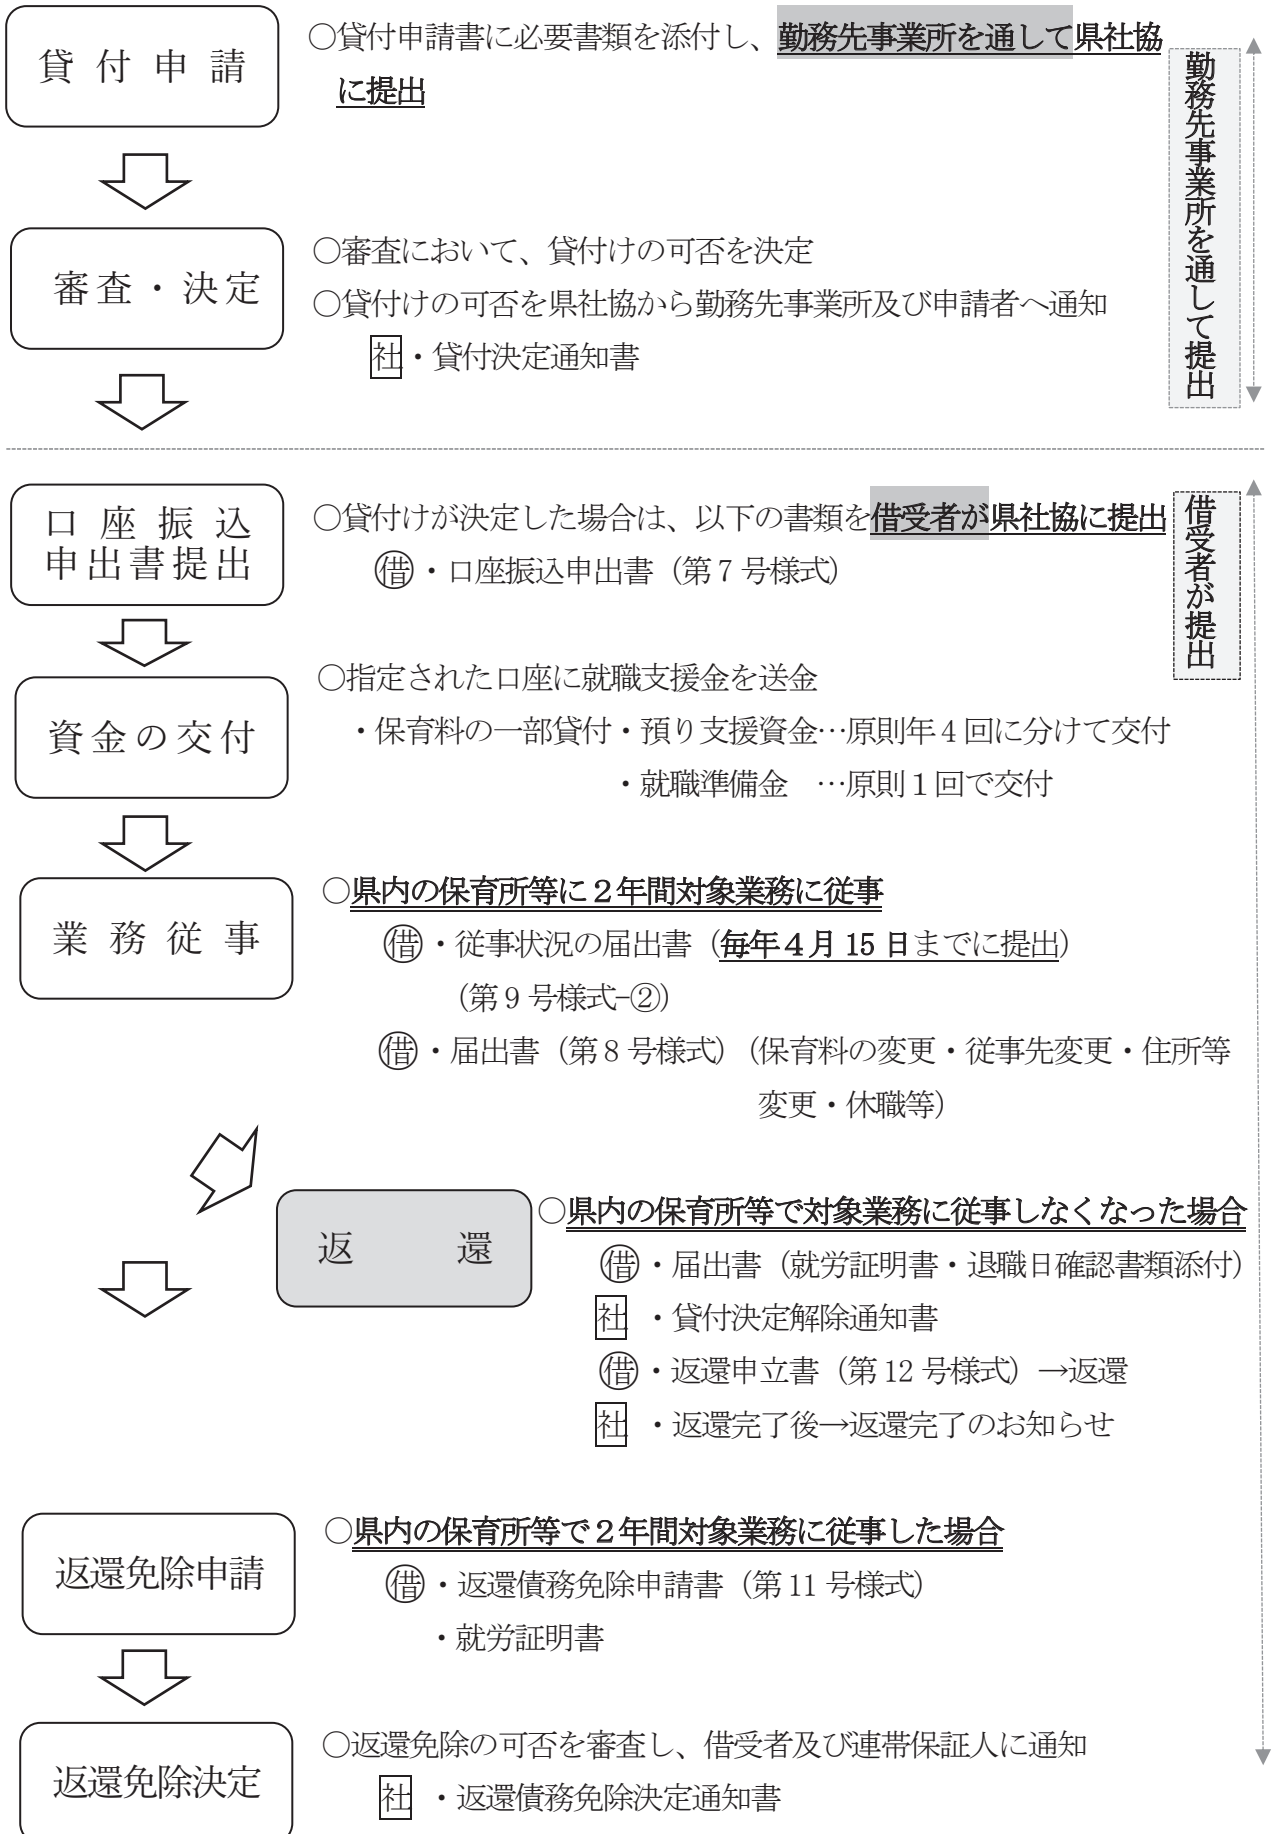 貸付申請
○貸付申請書に必要書類を添付し、勤務先事業所を通して県社協
に提出
勤務先事業所を通して提出
審査・決定
○審査において、貸付けの可否を決定
○貸付けの可否を県社協から勤務先事業所及び申請者へ通知
社・貸付決定通知書
口座振込
申出書提出
○貸付けが決定した場合は、以下の書類を借受者が県社協に提出
借・口座振込申出書（第７号様式）
借受者が提出
資金の交付
○指定された口座に就職支援金を送金
・保育料の一部貸付・預り支援資金…原則年４回に分けて交付
・就職準備金　…原則１回で交付
業務従事
○県内の保育所等に２年間対象業務に従事
借・従事状況の届出書（毎年４月15日までに提出）
（第９号様式-②）
借・届出書（第８号様式）（保育料の変更・従事先変更・住所等
変更・休職等）
返　還
○県内の保育所等で対象業務に従事しなくなった場合
借・届出書（就労証明書・退職日確認書類添付）
社・貸付決定解除通知書
借・返還申立書（第12号様式）→返還
社・返還完了後→返還完了のお知らせ
返還免除申請
○県内の保育所等で２年間対象業務に従事した場合
借・返還債務免除申請書（第11号様式）
・就労証明書
返還免除決定
○返還免除の可否を審査し、借受者及び連帯保証人に通知
社・返還債務免除決定通知書